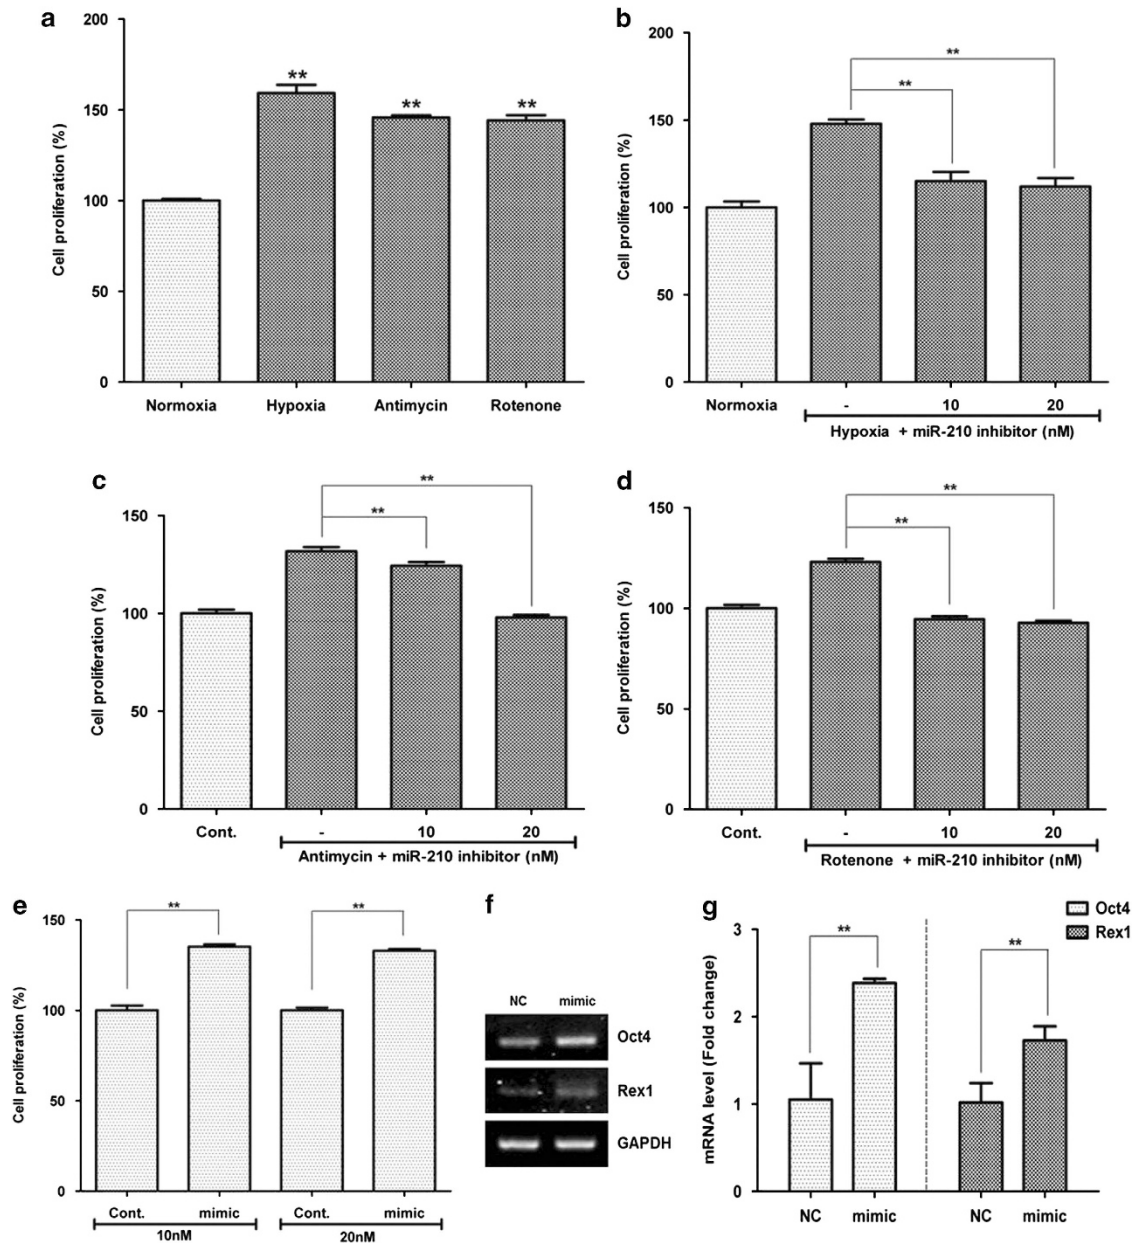 a
200
150
100
50
0
Cell proliferation (%)
**
**
**
Normoxia Hypoxia Antimycin Rotenone
b
200
150
100
50
0
Cell proliferation (%)
**
**
Normoxia - 10 20
Hypoxia + miR-210 inhibitor (nM)
c
150
100
50
0
Cell proliferation (%)
**
**
Cont. - 10 20
Antimycin + miR-210 inhibitor (nM)
d
150
100
50
0
Cell proliferation (%)
**
**
Cont. - 10 20
Rotenone + miR-210 inhibitor (nM)
e
150
100
50
0
Cell proliferation (%)
**
**
Cont. mimic Cont. mimic
10nM 20nM
f
NC mimic
Oct4
Rex1
GAPDH
g
Oct4
Rex1
3
2
1
0
mRNA level (Fold change)
**
**
NC mimic NC mimic